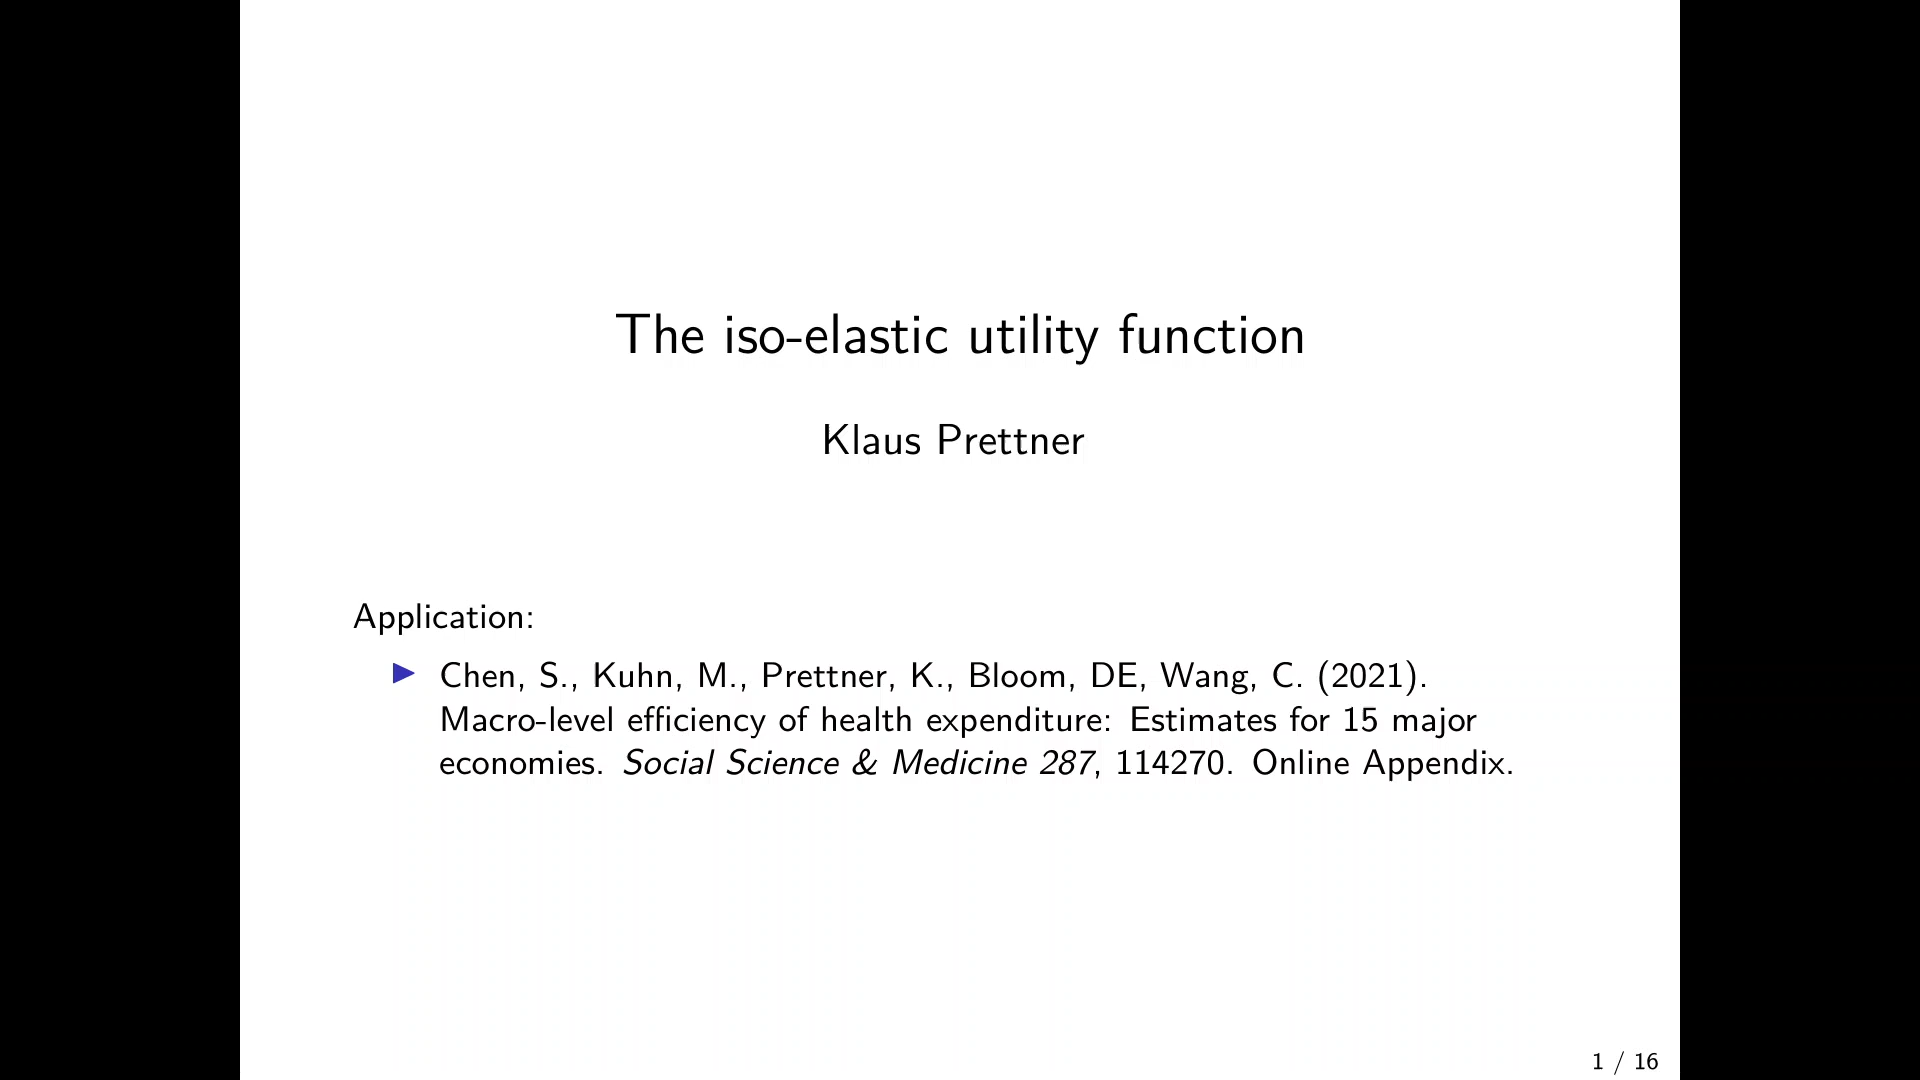 The iso-elastic utility function
Klaus Prettner
Application:
Chen, S., Kuhn, M., Prettner, K., Bloom, DE, Wang, C. (2021).
Macro-level efficiency of health expenditure: Estimates for 15 major
economies. Social Science & Medicine 287, 114270. Online Appendix.
1 / 16